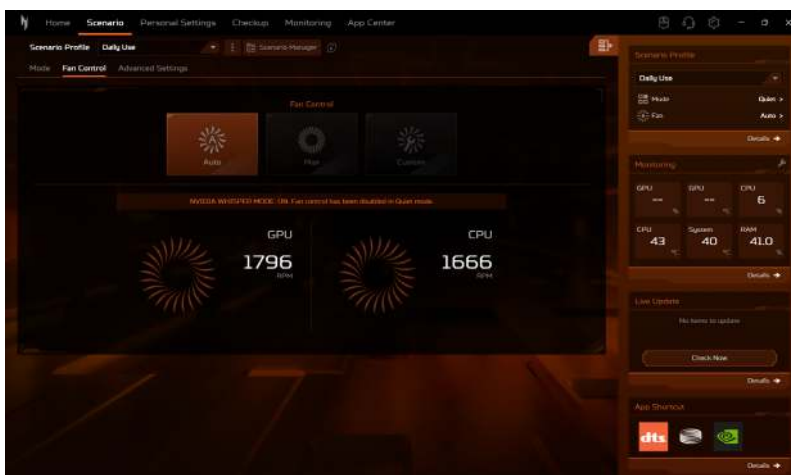 Home Scenario Personal Settings Checkup Monitoring App Center
Scenario Profile Daily Use Scenario Manager
Mode Fan Control Advanced Settings
Fan Control
Auto Max Custom
NVIDIA WHISPER MODE: ON. Fan control has been disabled in Quiet mode.
GPU
1796
RPM
CPU
1666
RPM
Scenario Profile
Daily Use
Mode Quiet >
Fan Auto >
Details
Monitoring
GPU GPU CPU
-- -- 6
% °C %
CPU System RAM
43 40 41.0
°C °C %
Details
Live Update
No items to update
Check Now
Details
App Shortcut
dts
Details